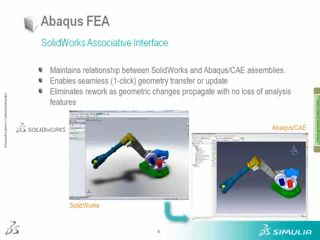 Abaqus FEA
SolidWorks Associative Interface
Maintains relationship between SolidWorks and Abaqus/CAE assemblies.
Enables seamless (1-click) geometry transfer or update
Eliminates rework as geometric changes propagate with no loss of analysis
features
SOLIDWORKS
Abaqus/CAE
SolidWorks
SIMULIA